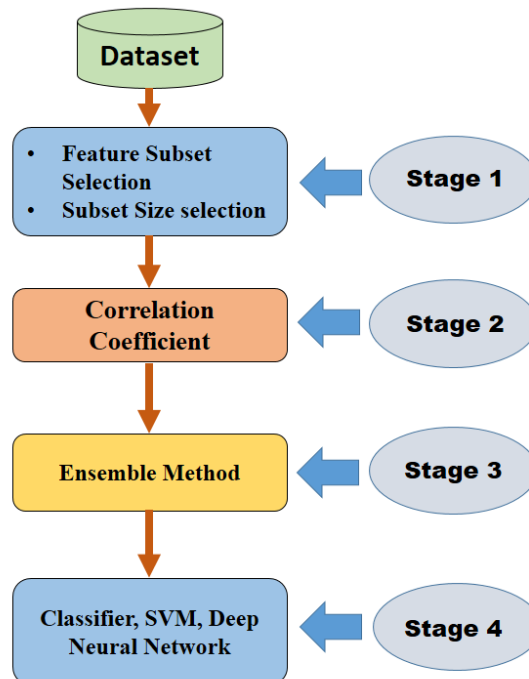 Dataset
• Feature Subset
Selection
• Subset Size selection
Stage 1
Correlation
Coefficient
Stage 2
Ensemble Method
Stage 3
Classifier, SVM, Deep
Neural Network
Stage 4